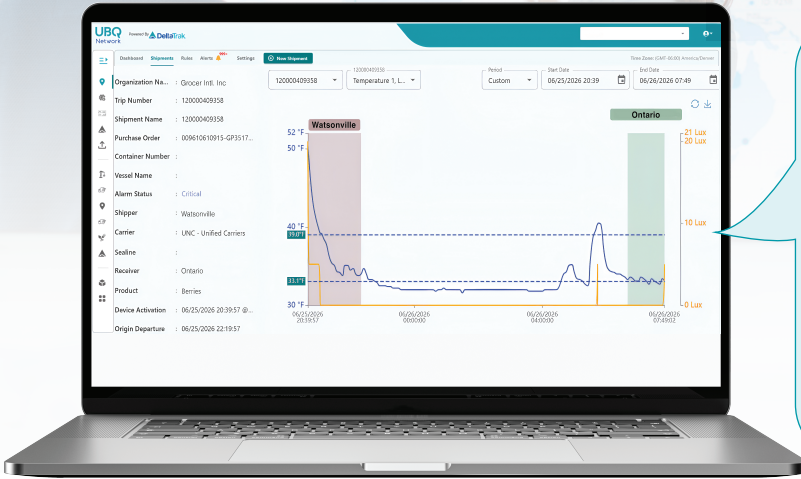 UBQ
Network
Powered By DeltaTrak
Dashboard Shipments Rules Alerts 999+ Settings New Shipment
Time Zone: (GMT-06:00) America/Denver
Organization Na... : Grocer Intl. Inc
Trip Number : 120000409358
Shipment Name : 120000409358
Purchase Order : 009610610915-GP3517...
Container Number :
Vessel Name :
Alarm Status : Critical
Shipper : Watsonville
Carrier : UNC - Unified Carriers
Sealine :
Receiver : Ontario
Product : Berries
Device Activation : 06/25/2026 20:39:57 @...
Origin Departure : 06/25/2026 22:19:57
120000409358
120000409358
Temperature 1, L...
Period
Custom
Start Date
06/25/2026 20:39
End Date
06/26/2026 07:49
Watsonville
Ontario
52 °F
50 °F
40 °F
39.0°F
33.1°F
30 °F
21 Lux
20 Lux
10 Lux
0 Lux
06/25/2026
20:39:57
06/26/2026
00:00:00
06/26/2026
04:00:00
06/26/2026
07:49:02